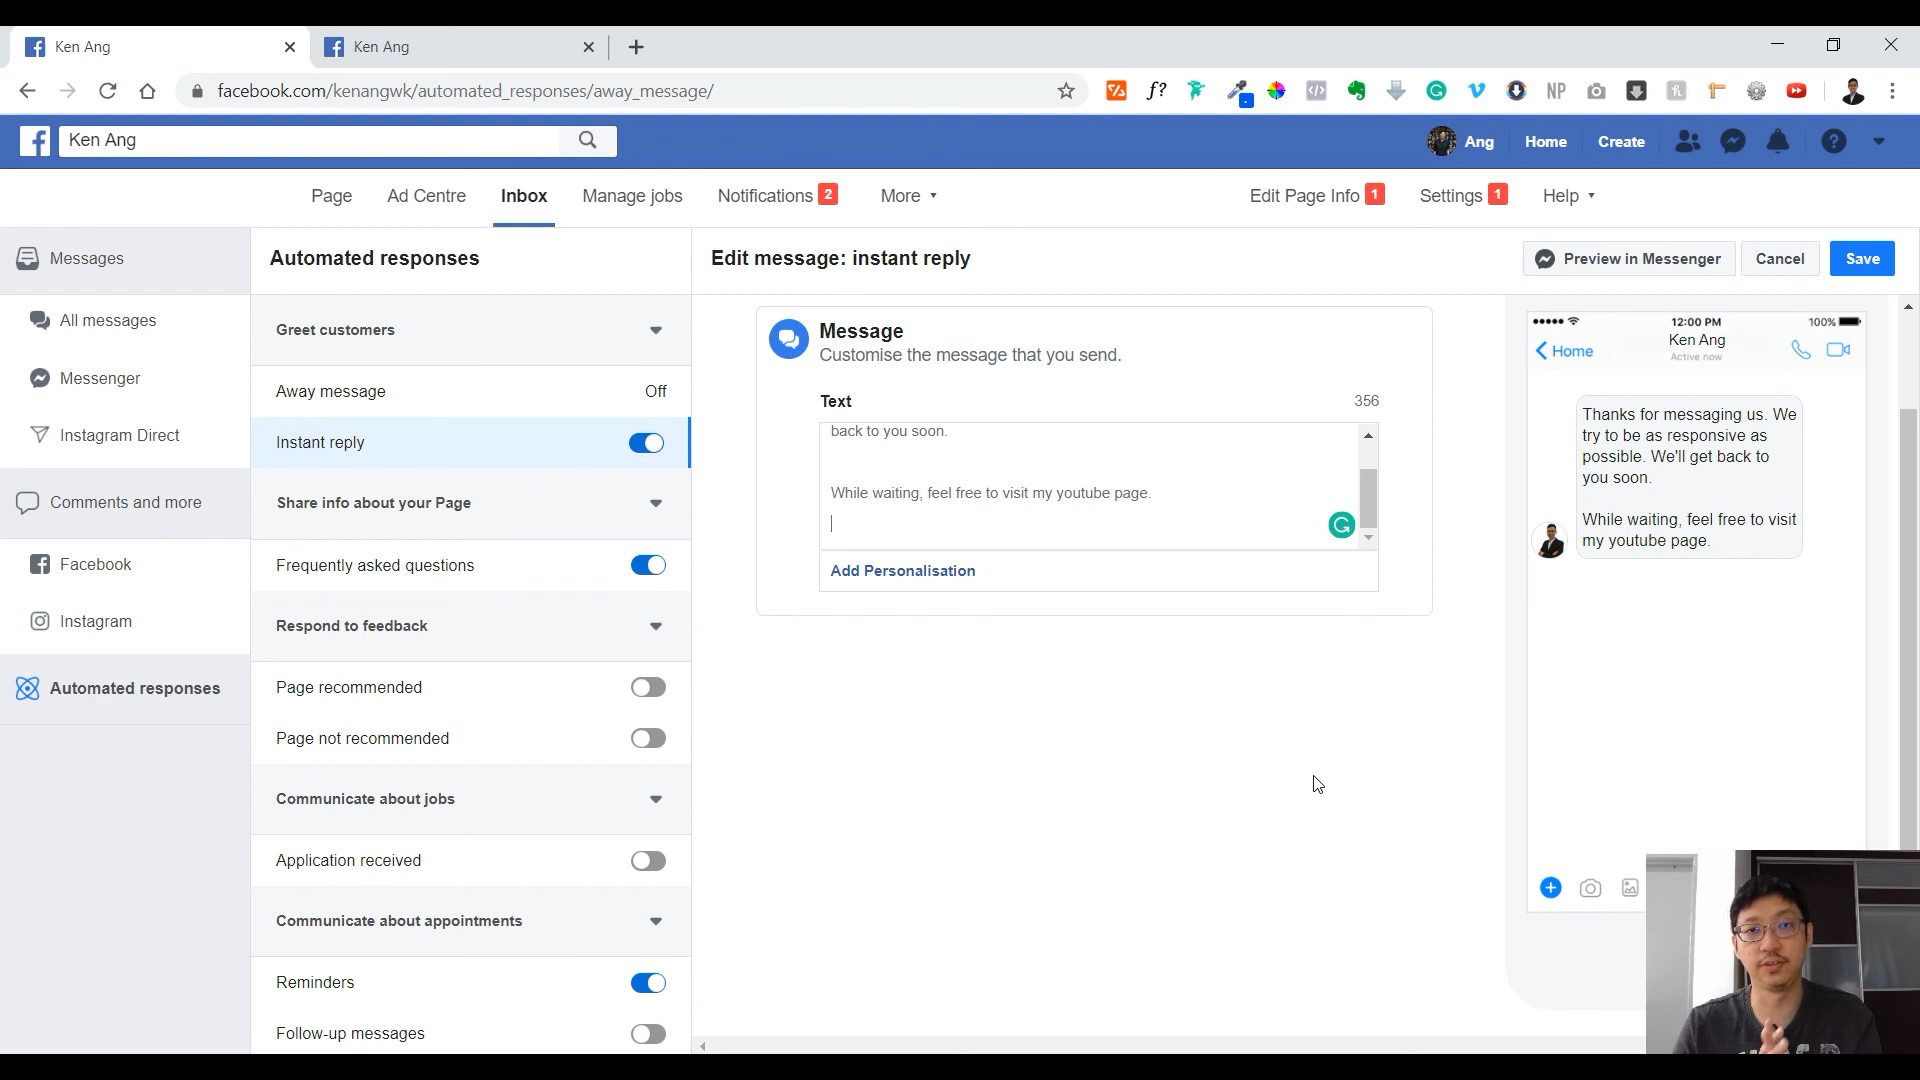 Ken Ang
Ken Ang
facebook.com/kenangwk/automated_responses/away_message/
f?
NP
Ken Ang
Ang
Home
Create
Page
Ad Centre
Inbox
Manage jobs
Notifications 2
More
Edit Page Info 1
Settings 1
Help
Messages
All messages
Messenger
Instagram Direct
Comments and more
Facebook
Instagram
Automated responses
Automated responses
Greet customers
Away message Off
Instant reply
Share info about your Page
Frequently asked questions
Respond to feedback
Page recommended
Page not recommended
Communicate about jobs
Application received
Communicate about appointments
Reminders
Follow-up messages
Edit message: instant reply
Preview in Messenger
Cancel
Save
Message
Customise the message that you send.
Text 356
back to you soon.
While waiting, feel free to visit my youtube page.
Add Personalisation
12:00 PM
100%
Home
Ken Ang
Active now
Thanks for messaging us. We
try to be as responsive as
possible. We'll get back to
you soon.
While waiting, feel free to visit
my youtube page.